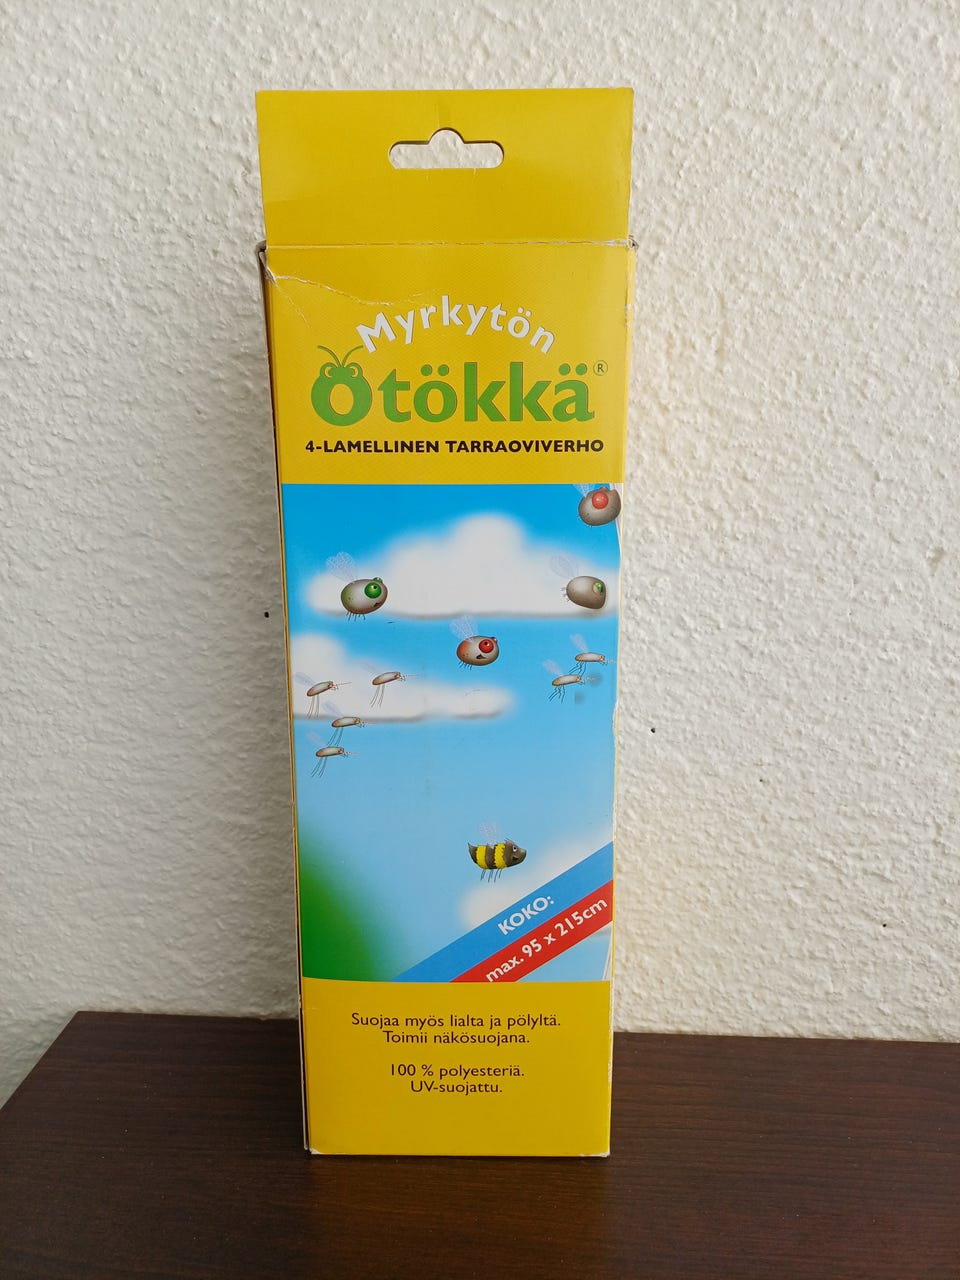 Myrkytön
Ötökkä®
4-LAMELLINEN TARRAOVIVERHO
KOKO:
max. 95 x 215cm
Suojaa myös lialta ja pölyltä.
Toimii näkösuojana.
100 % polyesteriä.
UV-suojattu.